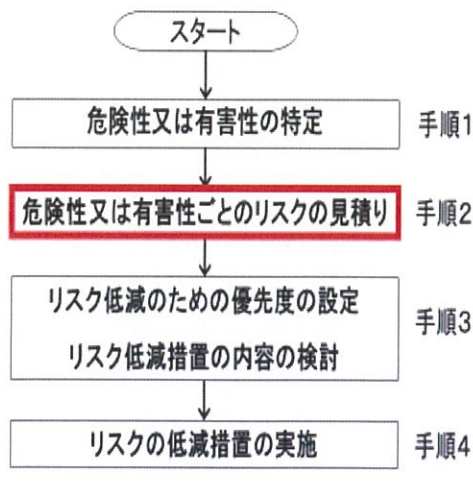 スタート
危険性又は有害性の特定
手順1
危険性又は有害性ごとのリスクの見積り
手順2
リスク低減のための優先度の設定
リスク低減措置の内容の検討
手順3
リスクの低減措置の実施
手順4